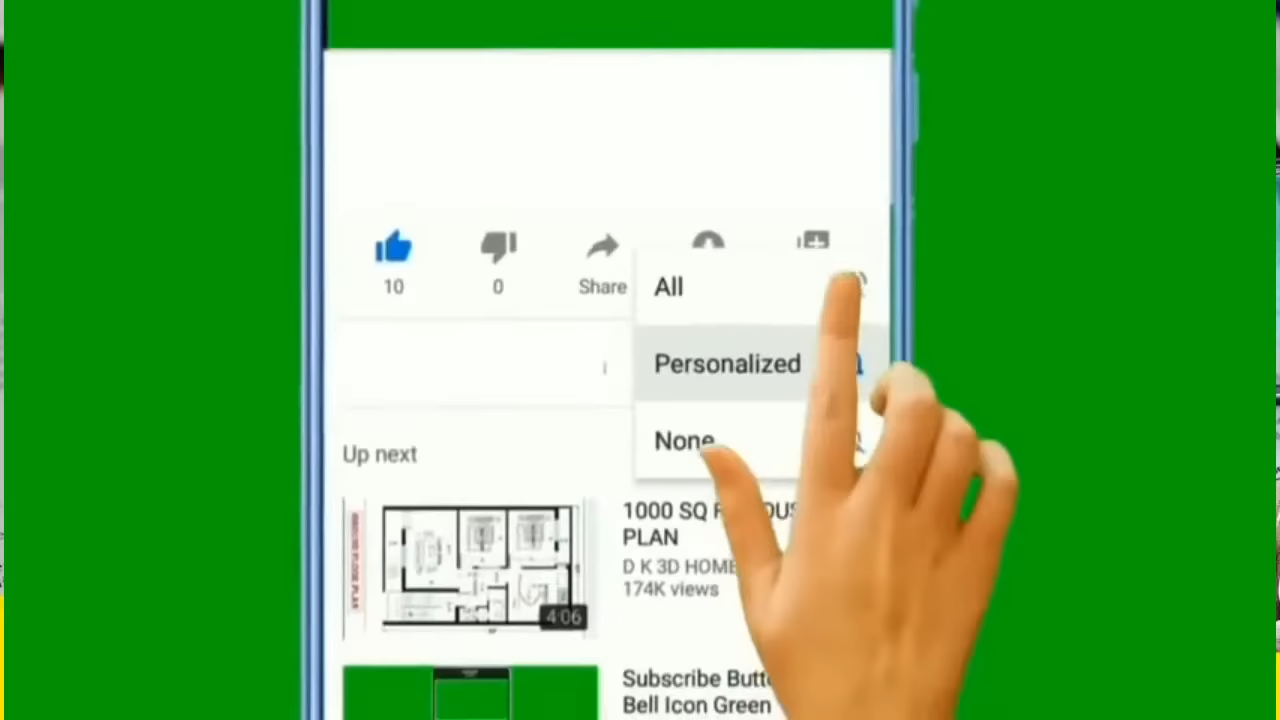 10
0
Share
All
Personalized
None
Up next
1000 SQ
PLAN
D K 3D HOME
174K views
4:06
Subscribe
Bell Icon Green